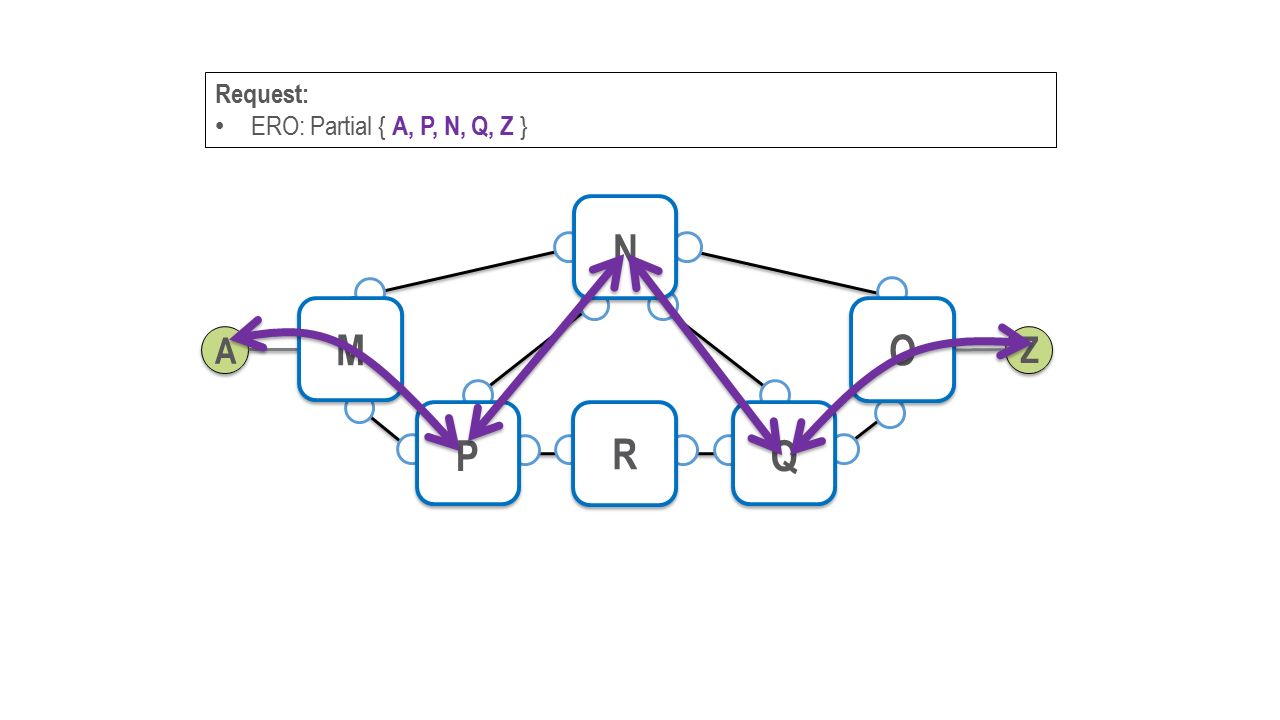 Request:
• ERO: Partial { A, P, N, Q, Z }
N
A
M
O
Z
P
R
Q